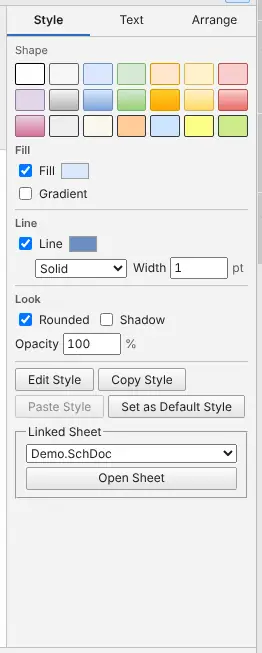 Style Text Arrange
Shape
Fill
Fill
Gradient
Line
Line
Solid Width 1 pt
Look
Rounded Shadow
Opacity 100 %
Edit Style Copy Style
Paste Style Set as Default Style
Linked Sheet
Demo.SchDoc
Open Sheet